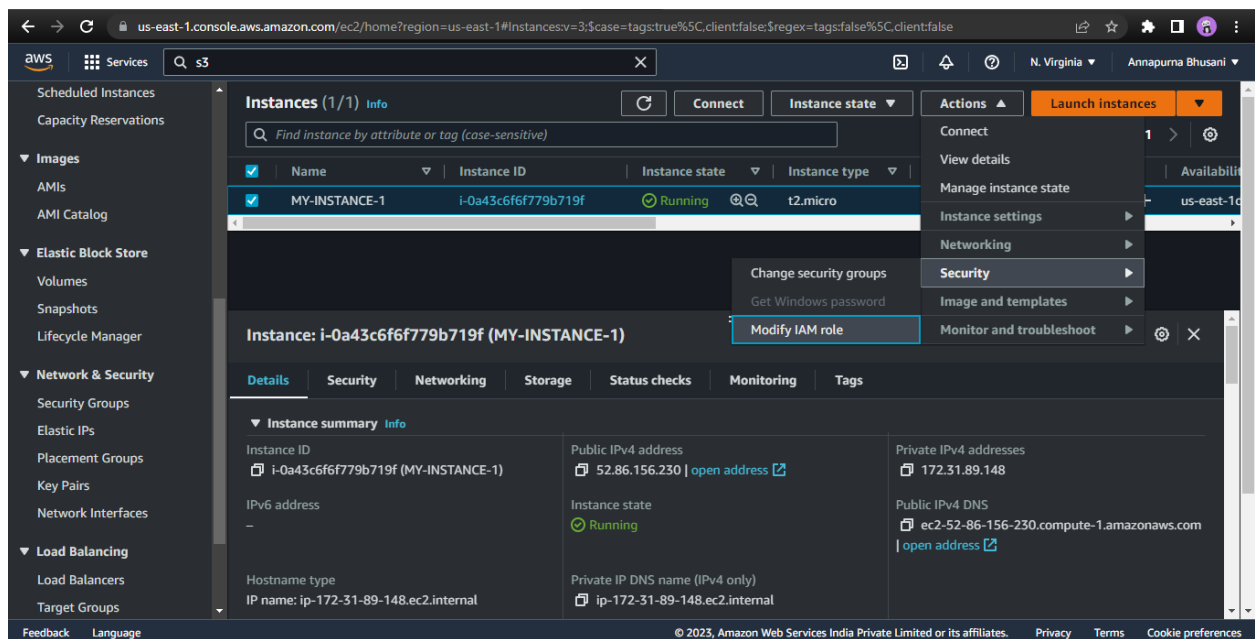 us-east-1.console.aws.amazon.com/ec2/home?region=us-east-1#Instances:v=3;$case=tags:true%5C,client:false;$regex=tags:false%5C,client:false
aws Services s3 N. Virginia Annapurna Bhusani
Scheduled Instances
Capacity Reservations
Images
AMIs
AMI Catalog
Elastic Block Store
Volumes
Snapshots
Lifecycle Manager
Network & Security
Security Groups
Elastic IPs
Placement Groups
Key Pairs
Network Interfaces
Load Balancing
Load Balancers
Target Groups
Instances (1/1) Info
Connect Instance state Actions Launch instances
Find instance by attribute or tag (case-sensitive)
1
Name Instance ID Instance state Instance type Availabilit
MY-INSTANCE-1 i-0a43c6f6f779b719f Running t2.micro us-east-1c
Connect
View details
Manage instance state
Instance settings
Networking
Security
Image and templates
Monitor and troubleshoot
Change security groups
Get Windows password
Modify IAM role
Instance: i-0a43c6f6f779b719f (MY-INSTANCE-1)
Details Security Networking Storage Status checks Monitoring Tags
Instance summary Info
Instance ID
i-0a43c6f6f779b719f (MY-INSTANCE-1)
Public IPv4 address
52.86.156.230 | open address
Private IPv4 addresses
172.31.89.148
IPv6 address
–
Instance state
Running
Public IPv4 DNS
ec2-52-86-156-230.compute-1.amazonaws.com
| open address
Hostname type
IP name: ip-172-31-89-148.ec2.internal
Private IP DNS name (IPv4 only)
ip-172-31-89-148.ec2.internal
Feedback Language © 2023, Amazon Web Services India Private Limited or its affiliates. Privacy Terms Cookie preferences